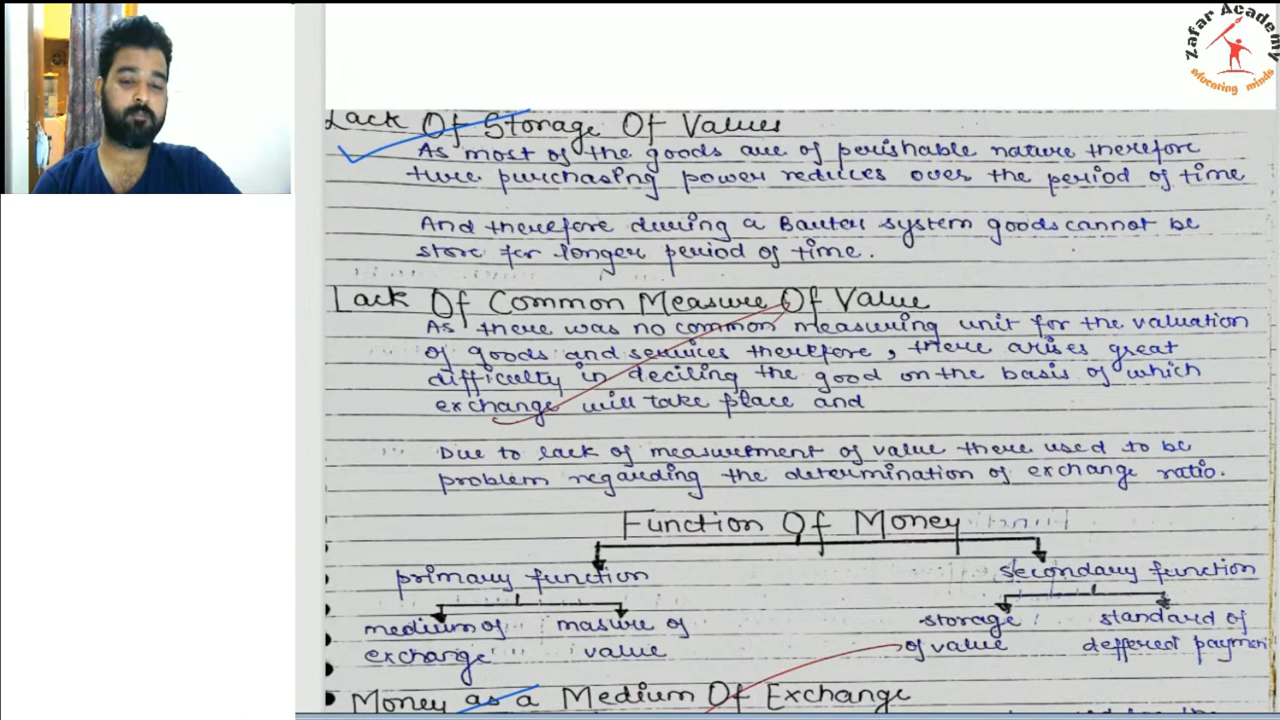 Zafar Academy
educating minds
Lack Of Storage Of Values
As most of the goods are of perishable nature therefore
ture purchasing power reduces over the period of time
And therefore during a Barter system goods cannot be
store for longer period of time.
Lack Of Common Measure Of Value
As there was no common measuring unit for the valuation
of goods and services therefore, there arises great
difficulty in deciling the good on the basis of which
exchange will take place and
Due to lack of measurement of value there used to be
problem regarding the determination of exchange ratio.
Function Of Money
primary function secondary function
medium of masure of storage standard of
exchange value of value defferet paymen
Money as a Medium Of Exchange